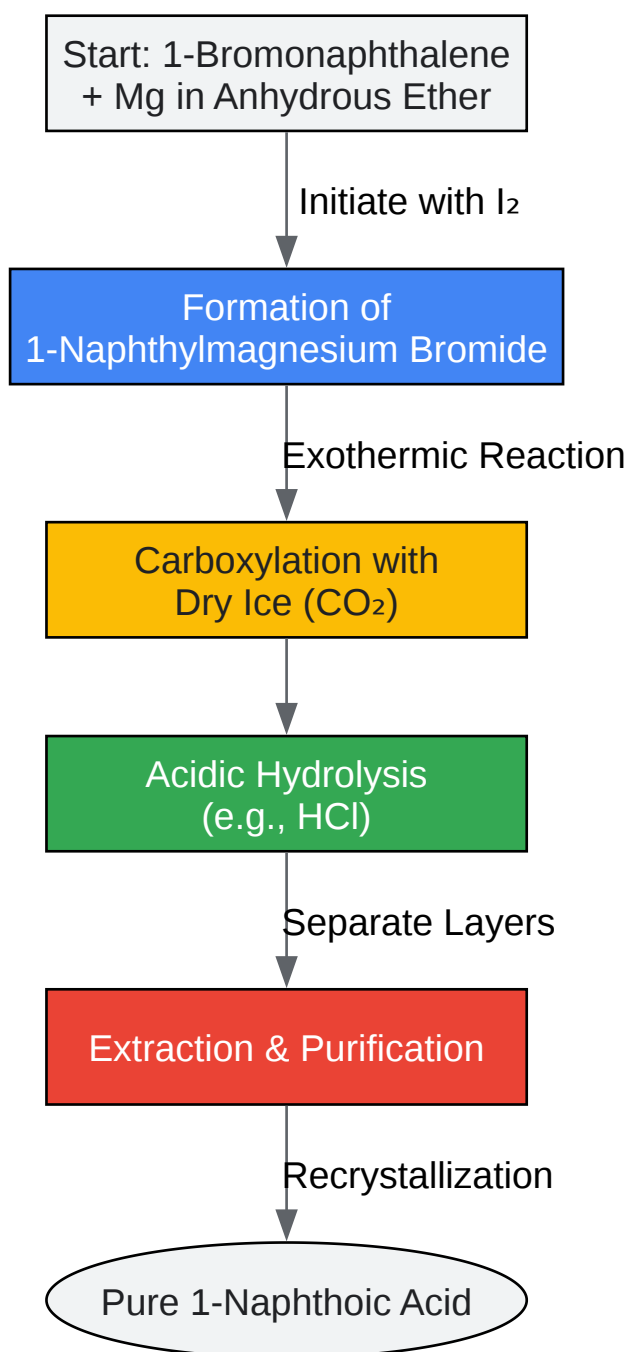 Start: 1-Bromonaphthalene
+ Mg in Anhydrous Ether
Initiate with I₂
Formation of
1-Naphthylmagnesium Bromide
Exothermic Reaction
Carboxylation with
Dry Ice (CO₂)
Acidic Hydrolysis
(e.g., HCl)
Separate Layers
Extraction & Purification
Recrystallization
Pure 1-Naphthoic Acid